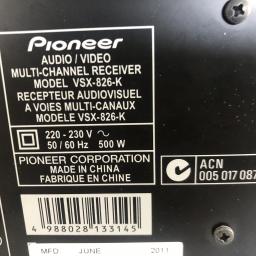 Pioneer
AUDIO / VIDEO
MULTI-CHANNEL RECEIVER
MODEL VSX-826-K
RECEPTEUR AUDIOVISUEL
A VOIES MULTI-CANAUX
MODELE VSX-826-K
220 - 230 V ~
50 / 60 Hz 500 W
PIONEER CORPORATION
MADE IN CHINA
FABRIQUE EN CHINE
ACN
005 017 087
4 988028 133145
MFD JUNE 2011